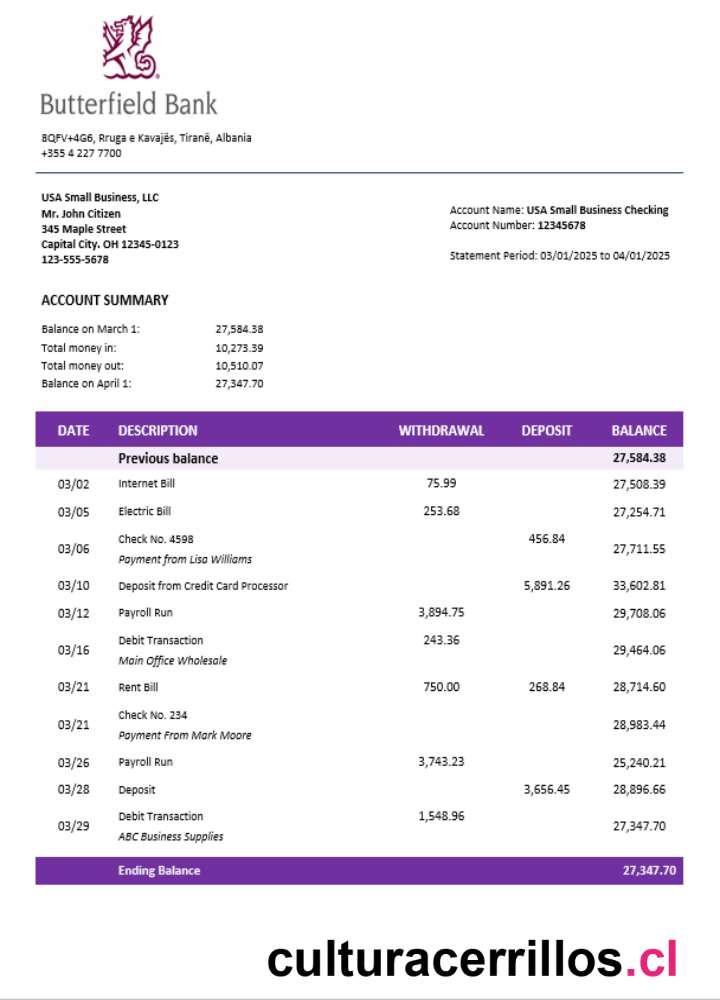 Butterfield Bank
8QFV+4G6, Rruga e Kavajës, Tiranë, Albania
+355 4 227 7700
USA Small Business, LLC
Mr. John Citizen
345 Maple Street
Capital City. OH 12345-0123
123-555-5678
Account Name: USA Small Business Checking
Account Number: 12345678
Statement Period: 03/01/2025 to 04/01/2025
ACCOUNT SUMMARY
Balance on March 1: 27,584.38
Total money in: 10,273.39
Total money out: 10,510.07
Balance on April 1: 27,347.70
DATE DESCRIPTION WITHDRAWAL DEPOSIT BALANCE
Previous balance 27,584.38
03/02 Internet Bill 75.99 27,508.39
03/05 Electric Bill 253.68 27,254.71
03/06 Check No. 4598 456.84 27,711.55
Payment from Lisa Williams
03/10 Deposit from Credit Card Processor 5,891.26 33,602.81
03/12 Payroll Run 3,894.75 29,708.06
03/16 Debit Transaction 243.36 29,464.06
Main Office Wholesale
03/21 Rent Bill 750.00 268.84 28,714.60
03/21 Check No. 234 28,983.44
Payment From Mark Moore
03/26 Payroll Run 3,743.23 25,240.21
03/28 Deposit 3,656.45 28,896.66
03/29 Debit Transaction 1,548.96 27,347.70
ABC Business Supplies
Ending Balance 27,347.70
culturacerrillos.cl